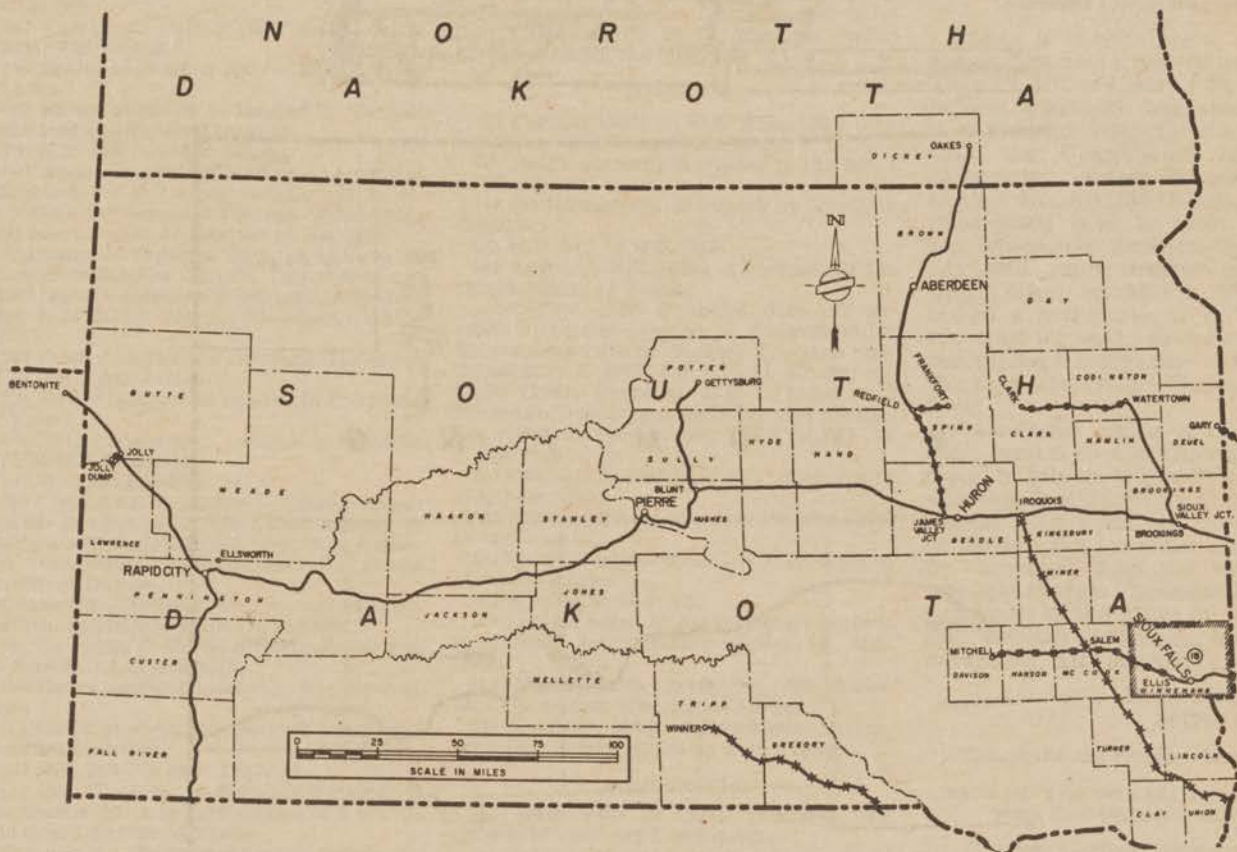 N O R T H
D A K O T A
OAKES
DICKEY
N
BROWN
ABERDEEN
DAY
BENTONITE
BUTTE
S O U T H
POTTER
GETTYSBURG
FRANKFORT
REDFIELD
SPINK
CLARK
CLARK
CODINGTON
WATERTOWN
HAMLIN
DEUEL
GARY
JOLLY
JOLLY
DUMP
MEADE
HYDE
HAND
SULLY
HAAKON
STANLEY
BLUNT
PIERRE
HUGHES
HURON
JAMES
VALLEY
JCT.
BEADLE
IROQUOIS
KINGSBURY
BROOKINGS
SIOUX
VALLEY JCT.
BROOKINGS
LAWRENCE
ELLSWORTH
RAPID CITY
PENNINGTON
JACKSON
JONES
MINER
D A K O T A
CUSTER
MELLETTE
MITCHELL
DAVISON
HANSON
MC COOK
SALEM
SIOUX FALLS
15
ELLIS
MINNEHAHA
TRIPP
WINNER
GREGORY
FALL RIVER
0 25 50 75 100
SCALE IN MILES
TURNER
LINCOLN
CLAY
UNION